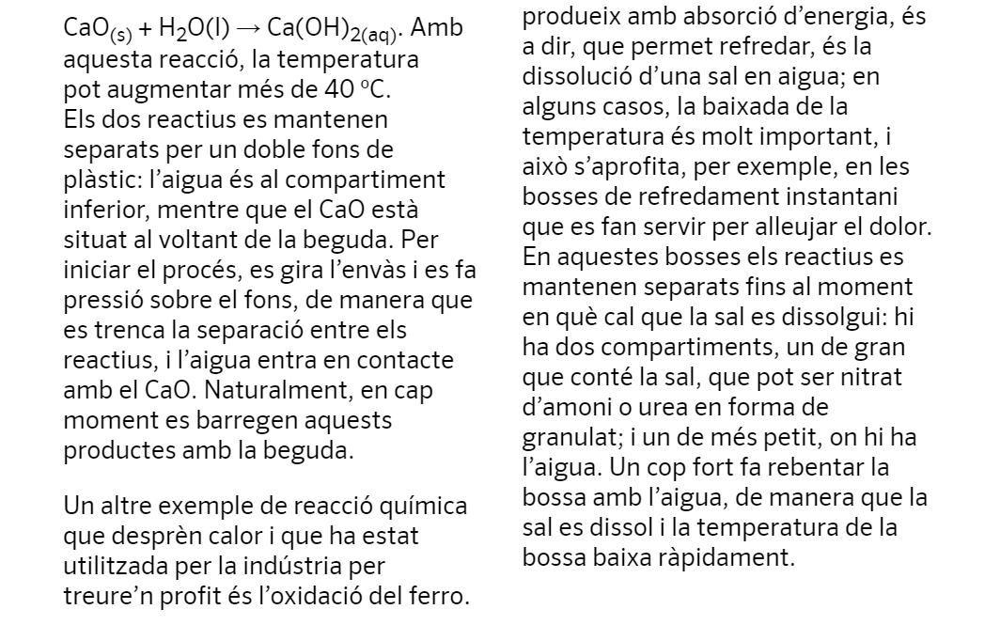 CaO(s) + H2O(l) → Ca(OH)2(aq). Amb
aquesta reacció, la temperatura
pot augmentar més de 40 ºC.
Els dos reactius es mantenen
separats per un doble fons de
plàstic: l’aigua és al compartiment
inferior, mentre que el CaO està
situat al voltant de la beguda. Per
iniciar el procés, es gira l’envàs i es fa
pressió sobre el fons, de manera que
es trenca la separació entre els
reactius, i l’aigua entra en contacte
amb el CaO. Naturalment, en cap
moment es barregen aquests
productes amb la beguda.
Un altre exemple de reacció química
que desprèn calor i que ha estat
utilitzada per la indústria per
treure’n profit és l’oxidació del ferro.
produeix amb absorció d’energia, és
a dir, que permet refredar, és la
dissolució d’una sal en aigua; en
alguns casos, la baixada de la
temperatura és molt important, i
això s’aprofita, per exemple, en les
bosses de refredament instantani
que es fan servir per alleujar el dolor.
En aquestes bosses els reactius es
mantenen separats fins al moment
en què cal que la sal es dissolgui: hi
ha dos compartiments, un de gran
que conté la sal, que pot ser nitrat
d’amoni o urea en forma de
granulat; i un de més petit, on hi ha
l’aigua. Un cop fort fa rebentar la
bossa amb l’aigua, de manera que la
sal es dissol i la temperatura de la
bossa baixa ràpidament.